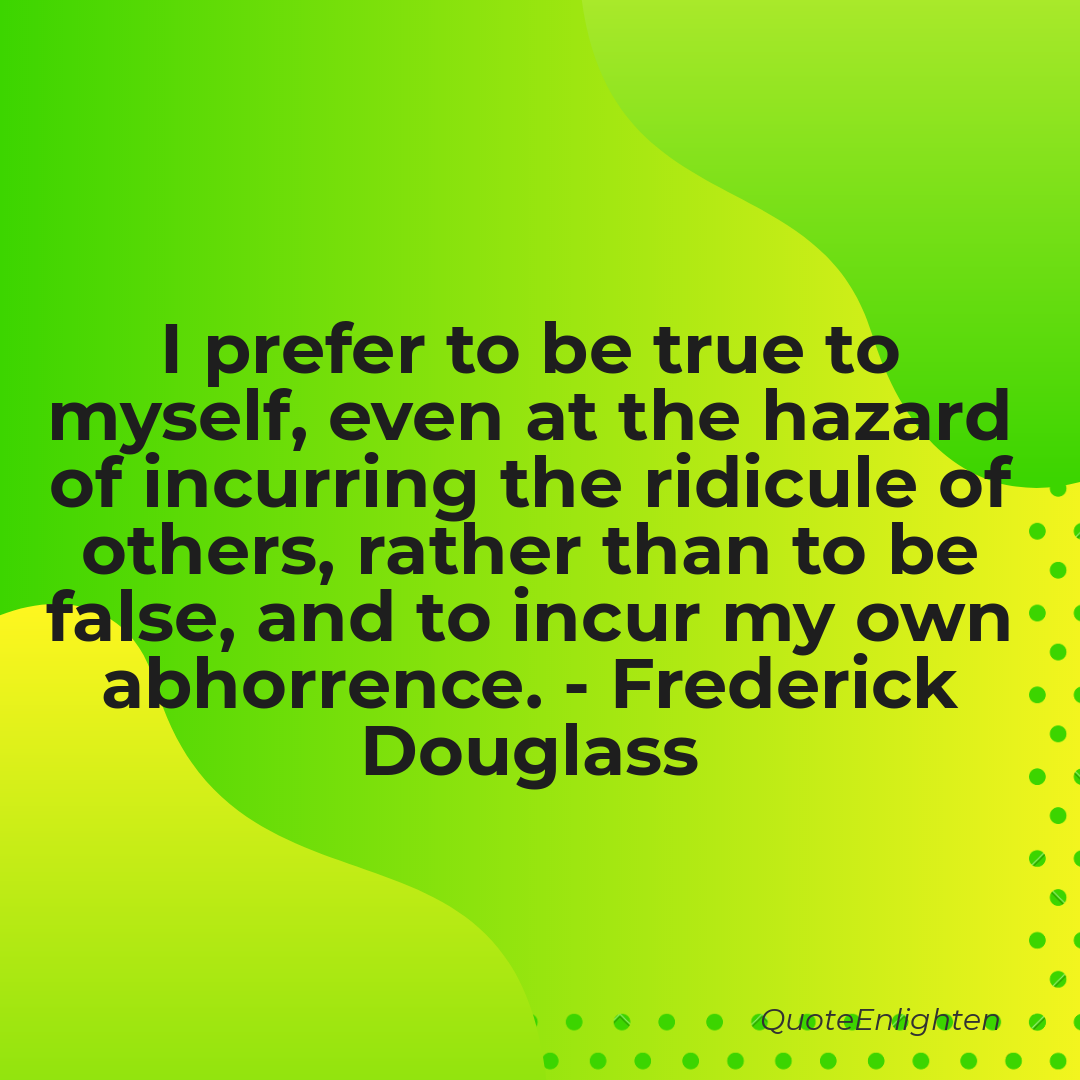 I prefer to be true to
myself, even at the hazard
of incurring the ridicule of
others, rather than to be
false, and to incur my own
abhorrence. - Frederick
Douglass
QuoteEnlighten